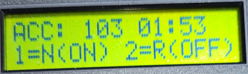 ACC: 103 01:53
1=N(ON) 2=R(OFF)